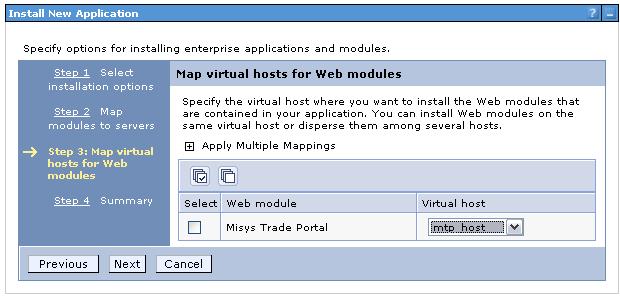 Install New Application
? _
Specify options for installing enterprise applications and modules.
Step 1 Select
installation options
Step 2 Map
modules to servers
Step 3: Map virtual
hosts for Web
modules
Step 4 Summary
Map virtual hosts for Web modules
Specify the virtual host where you want to install the Web modules that
are contained in your application. You can install Web modules on the
same virtual host or disperse them among several hosts.
Apply Multiple Mappings
Select Web module Virtual host
Misys Trade Portal mtp_host
Previous Next Cancel